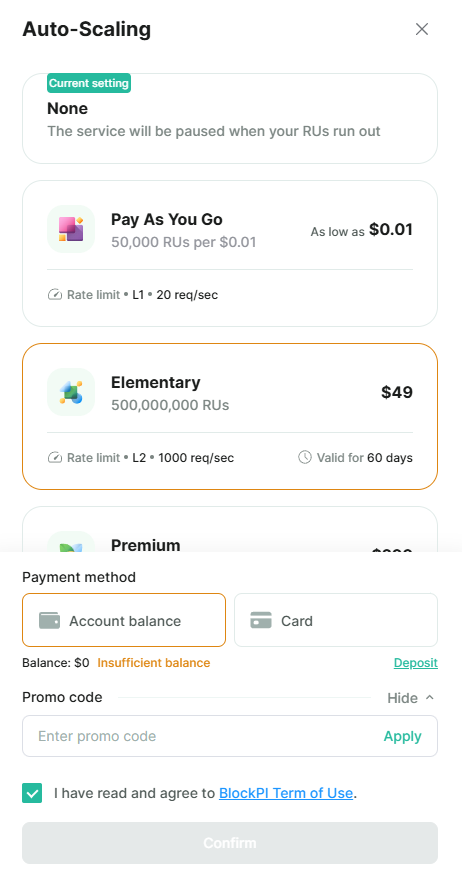 Auto-Scaling
Current setting
None
The service will be paused when your RUs run out
Pay As You Go
50,000 RUs per $0.01
As low as $0.01
Rate limit • L1 • 20 req/sec
Elementary
500,000,000 RUs
$49
Rate limit • L2 • 1000 req/sec
Valid for 60 days
Premium
Payment method
Account balance
Card
Balance: $0 Insufficient balance
Deposit
Promo code
Hide
Enter promo code
Apply
I have read and agree to BlockPI Term of Use.
Confirm